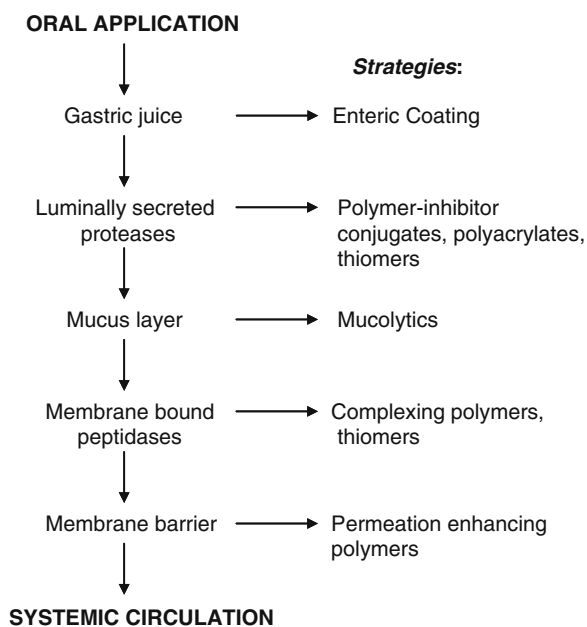 ORAL APPLICATION
Strategies:
Gastric juice
Enteric Coating
Luminally secreted
proteases
Polymer-inhibitor
conjugates, polyacrylates,
thiomers
Mucus layer
Mucolytics
Membrane bound
peptidases
Complexing polymers,
thiomers
Membrane barrier
Permeation enhancing
polymers
SYSTEMIC CIRCULATION